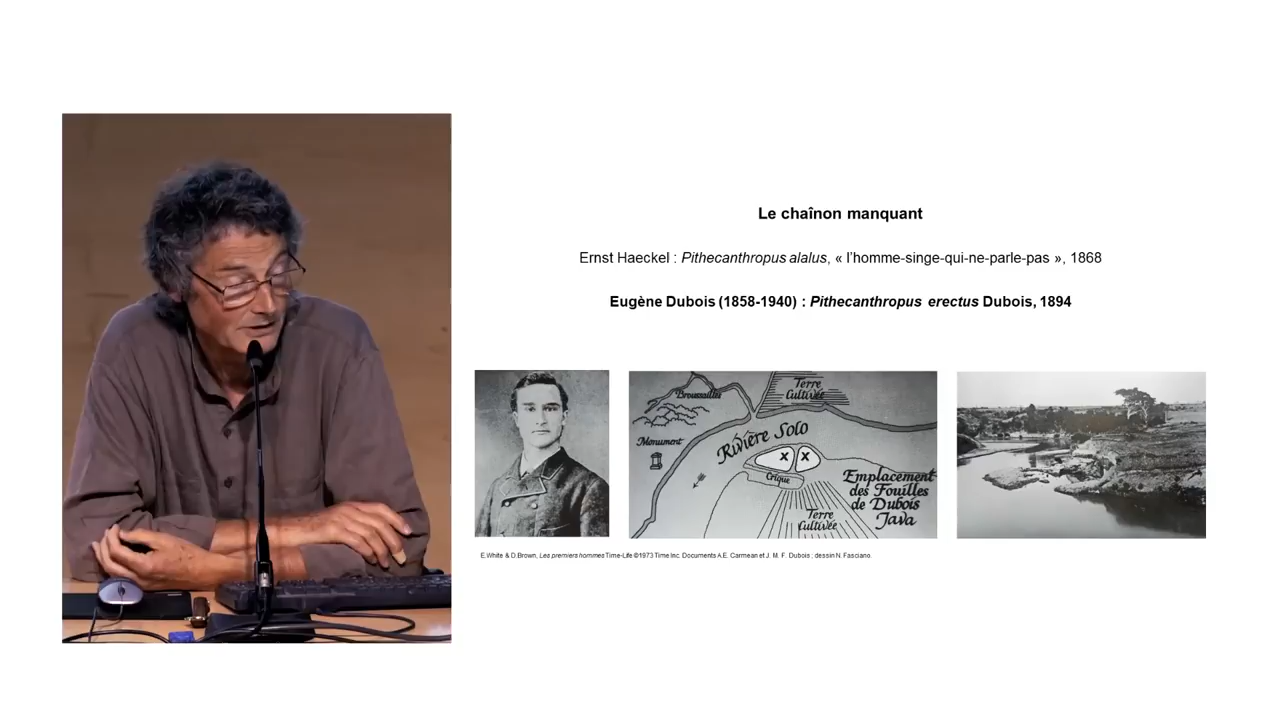 Le chaînon manquant
Ernst Haeckel : Pithecanthropus alalus, « l’homme-singe-qui-ne-parle-pas », 1868
Eugène Dubois (1858-1940) : Pithecanthropus erectus Dubois, 1894
Broussailles
Terre
Cultivée
Monument
Rivière Solo
x x
Crique
Emplacement
des Fouilles
de Dubois
Java
Terre
Cultivée
E.White & D.Brown, Les premiers hommes Time-Life ©1973 Time Inc. Documents A.E. Carmean et J. M. F. Dubois ; dessin N. Fasciano.